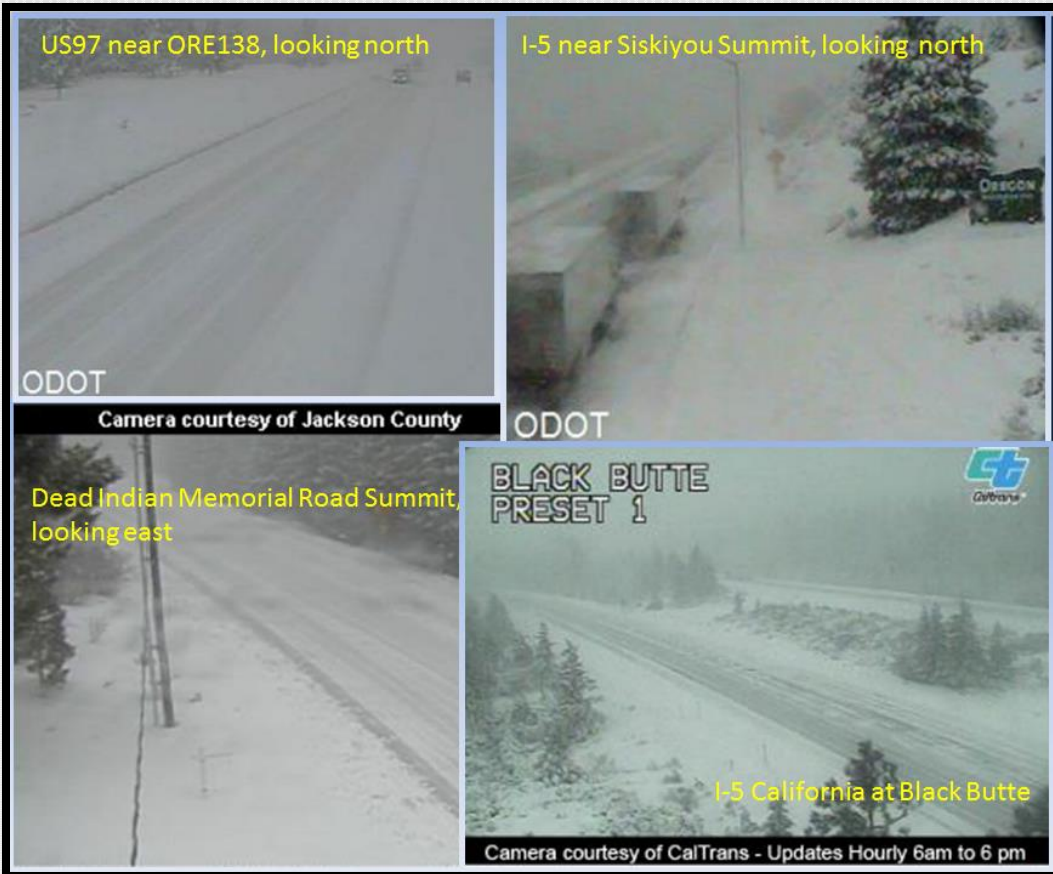 US97 near ORE138, looking north
I-5 near Siskiyou Summit, looking north
OREGON
ODOT
ODOT
Camera courtesy of Jackson County
Dead Indian Memorial Road Summit,
looking east
BLACK BUTTE
PRESET 1
Caltrans
I-5 California at Black Butte
Camera courtesy of CalTrans - Updates Hourly 6am to 6 pm